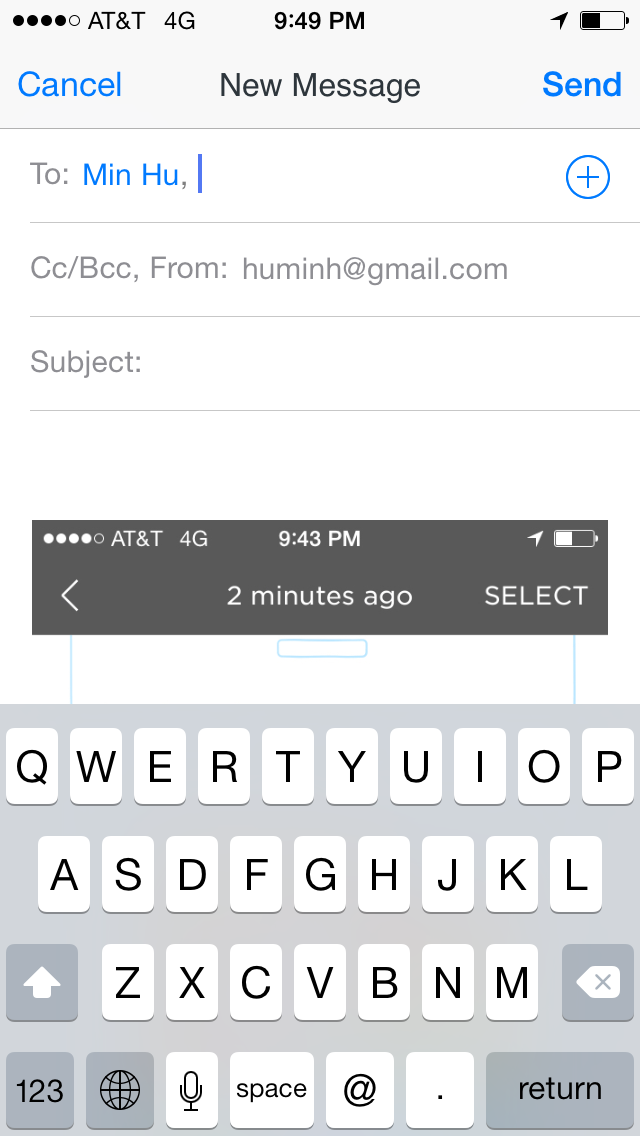 AT&T 4G 9:49 PM
Cancel New Message Send
To: Min Hu,
Cc/Bcc, From: huminh@gmail.com
Subject:
AT&T 4G 9:43 PM
2 minutes ago SELECT
Q W E R T Y U I O P
A S D F G H J K L
Z X C V B N M
123 space @ . return